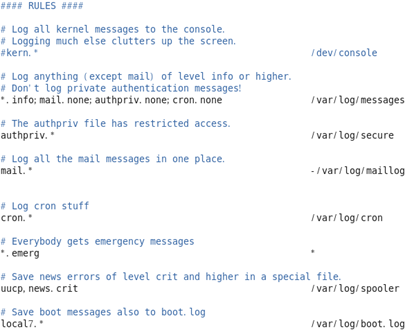 #### RULES ####
# Log all kernel messages to the console.
# Logging much else clutters up the screen.
#kern.* /dev/console
# Log anything (except mail) of level info or higher.
# Don't log private authentication messages!
*.info;mail.none;authpriv.none;cron.none /var/log/messages
# The authpriv file has restricted access.
authpriv.* /var/log/secure
# Log all the mail messages in one place.
mail.* -/var/log/maillog
# Log cron stuff
cron.* /var/log/cron
# Everybody gets emergency messages
*.emerg *
# Save news errors of level crit and higher in a special file.
uucp,news.crit /var/log/spooler
# Save boot messages also to boot.log
local7.* /var/log/boot.log